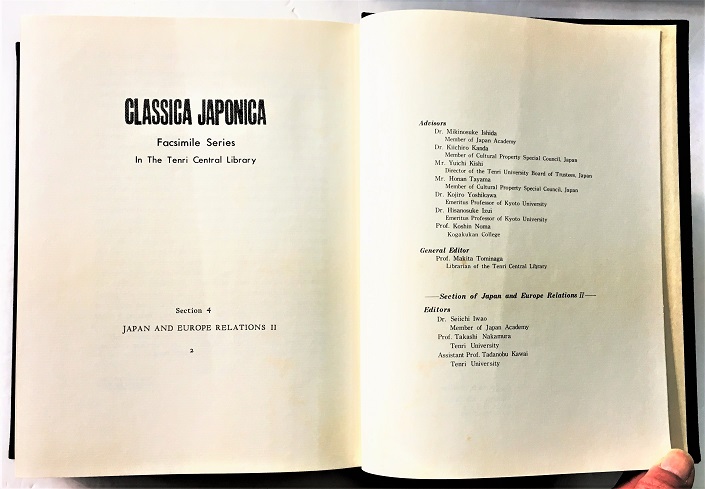 CLASSICA JAPONICA
Facsimile Series
In The Tenri Central Library
Section 4
JAPAN AND EUROPE RELATIONS II
2
Advisors
Dr. Mikinosuke Ishida
Member of Japan Academy
Dr. Kiichiro Kanda
Member of Cultural Property Special Council, Japan
Mr. Yuichi Kishi
Director of the Tenri University Board of Trustees, Japan
Mr. Honan Tayama
Member of Cultural Property Special Council, Japan
Dr. Kojiro Yoshikawa
Emeritus Professor of Kyoto University
Dr. Hisanosuke Izui
Emeritus Professor of Kyoto University
Prof. Koshin Noma
Kogakukan College
General Editor
Prof. Makita Tominaga
Librarian of the Tenri Central Library
—Section of Japan and Europe Relations II—
Editors
Dr. Seiichi Iwao
Member of Japan Academy
Prof. Takashi Nakamura
Tenri University
Assistant Prof. Tadanobu Kawai
Tenri University